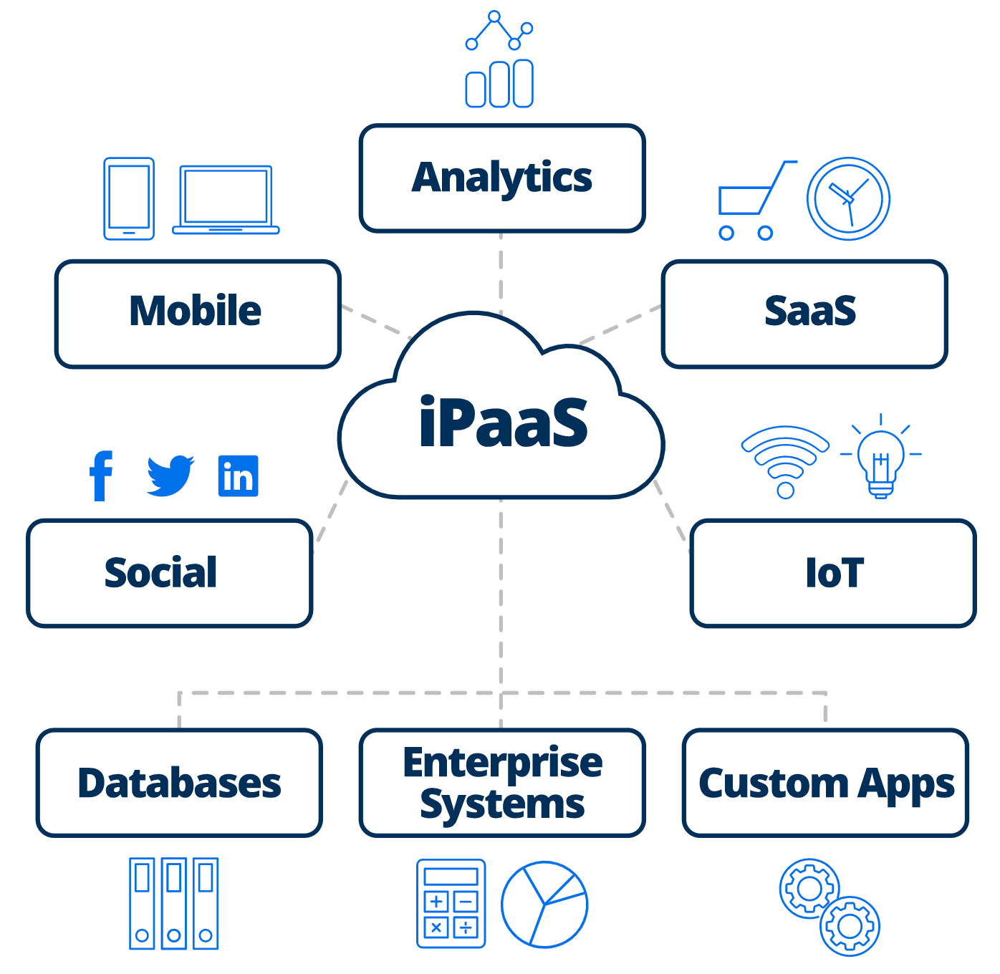 Analytics
Mobile
SaaS
iPaaS
in
Social
IoT
Databases
Enterprise
Systems
Custom Apps